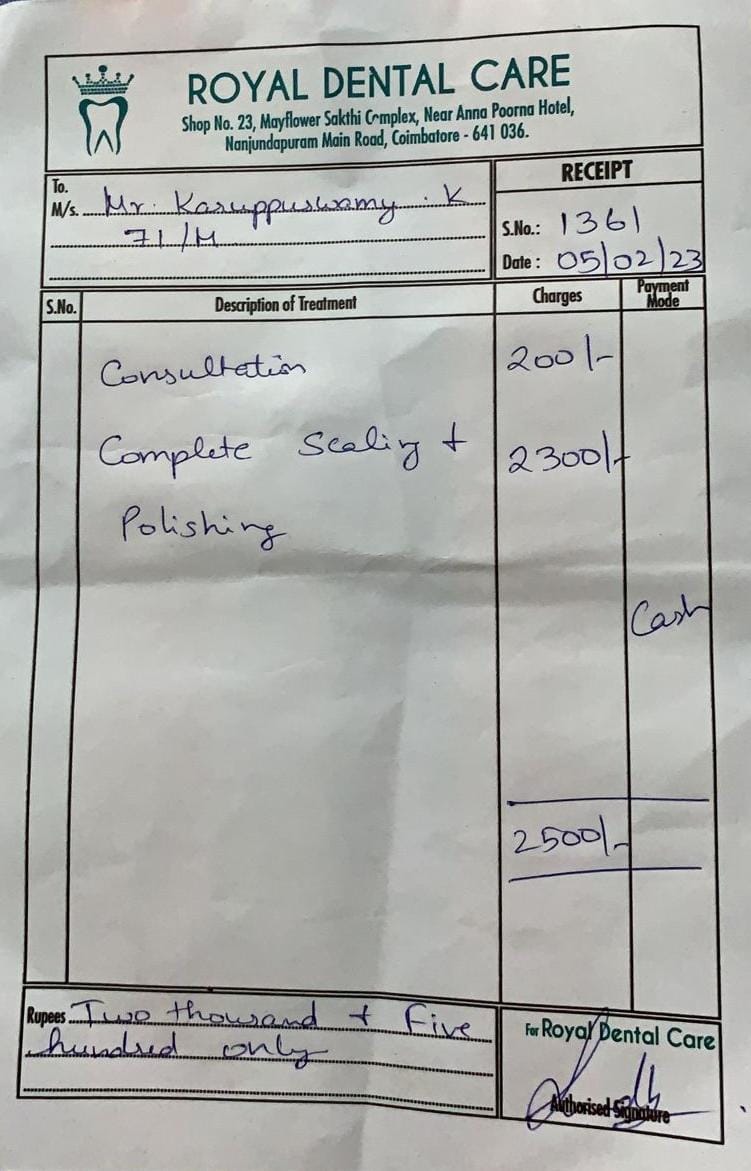 ROYAL DENTAL CARE
Shop No. 23, Mayflower Sakthi Complex, Near Anna Poorna Hotel,
Nanjundapuram Main Road, Coimbatore - 641 036.
To.
M/s. Mr. Karuppuswamy . K
71/M
RECEIPT
S.No.: 1361
Date : 05/02/23
S.No. Description of Treatment Charges Payment Mode
Consultation 200/-
Complete Scaling + 2300/-
Polishing
Cash
2500/-
Rupees Two thousand + Five
hundred only
For Royal Dental Care
Authorised Signature